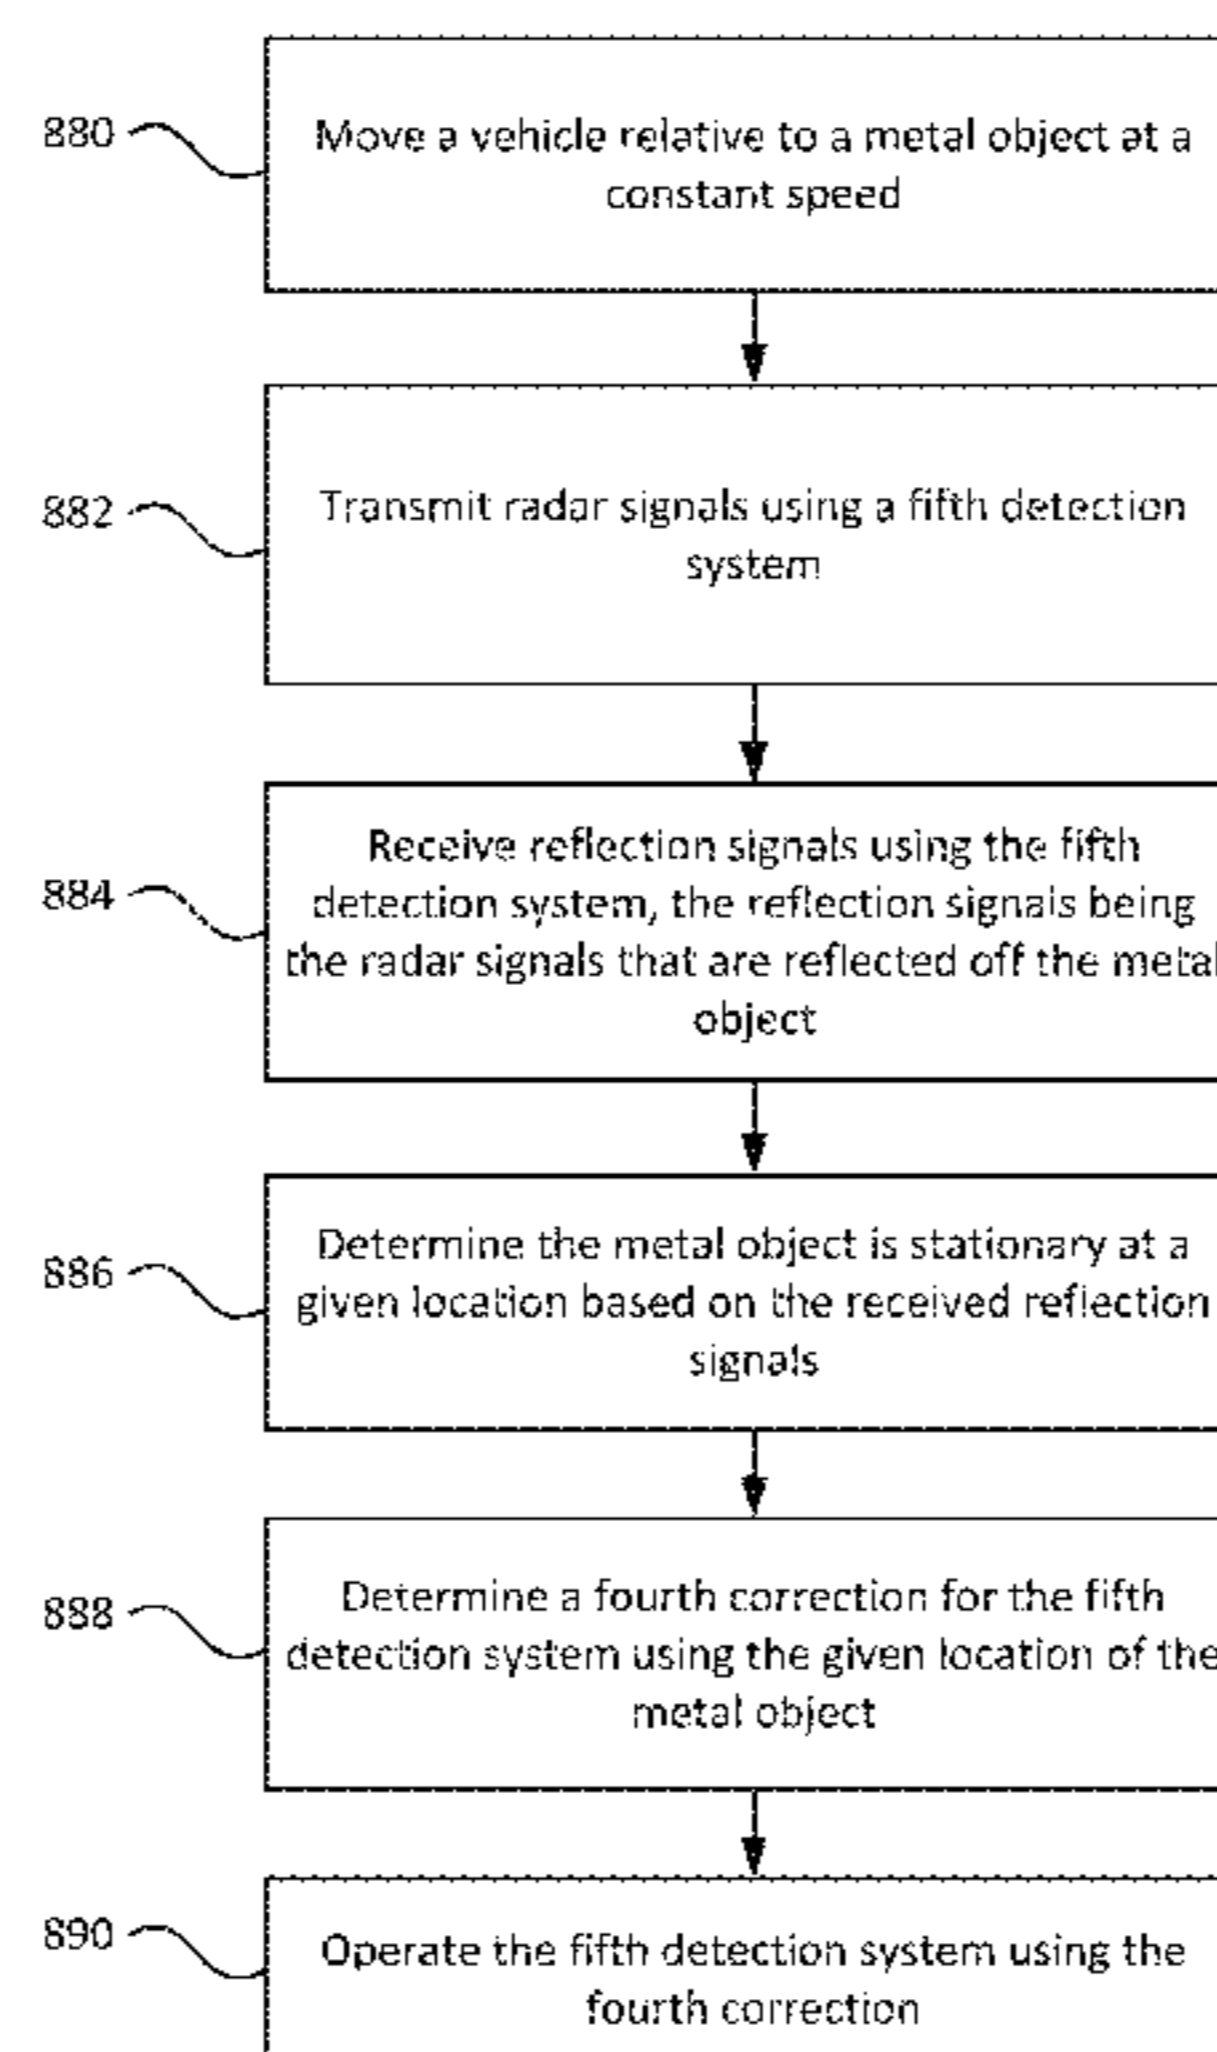 880
Move a vehicle relative to a metal object at a
constant speed
882
Transmit radar signals using a fifth detection
system
884
Receive reflection signals using the fifth
detection system, the reflection signals being
the radar signals that are reflected off the metal
object
886
Determine the metal object is stationary at a
given location based on the received reflection
signals
888
Determine a fourth correction for the fifth
detection system using the given location of the
metal object
890
Operate the fifth detection system using the
fourth correction